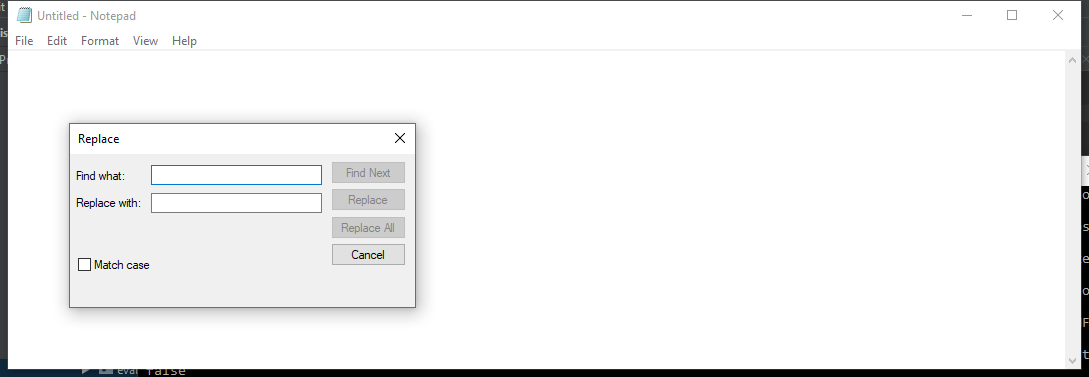 Untitled - Notepad
File Edit Format View Help
Replace
Find what:
Find Next
Replace with:
Replace
Replace All
Cancel
Match case
eval false